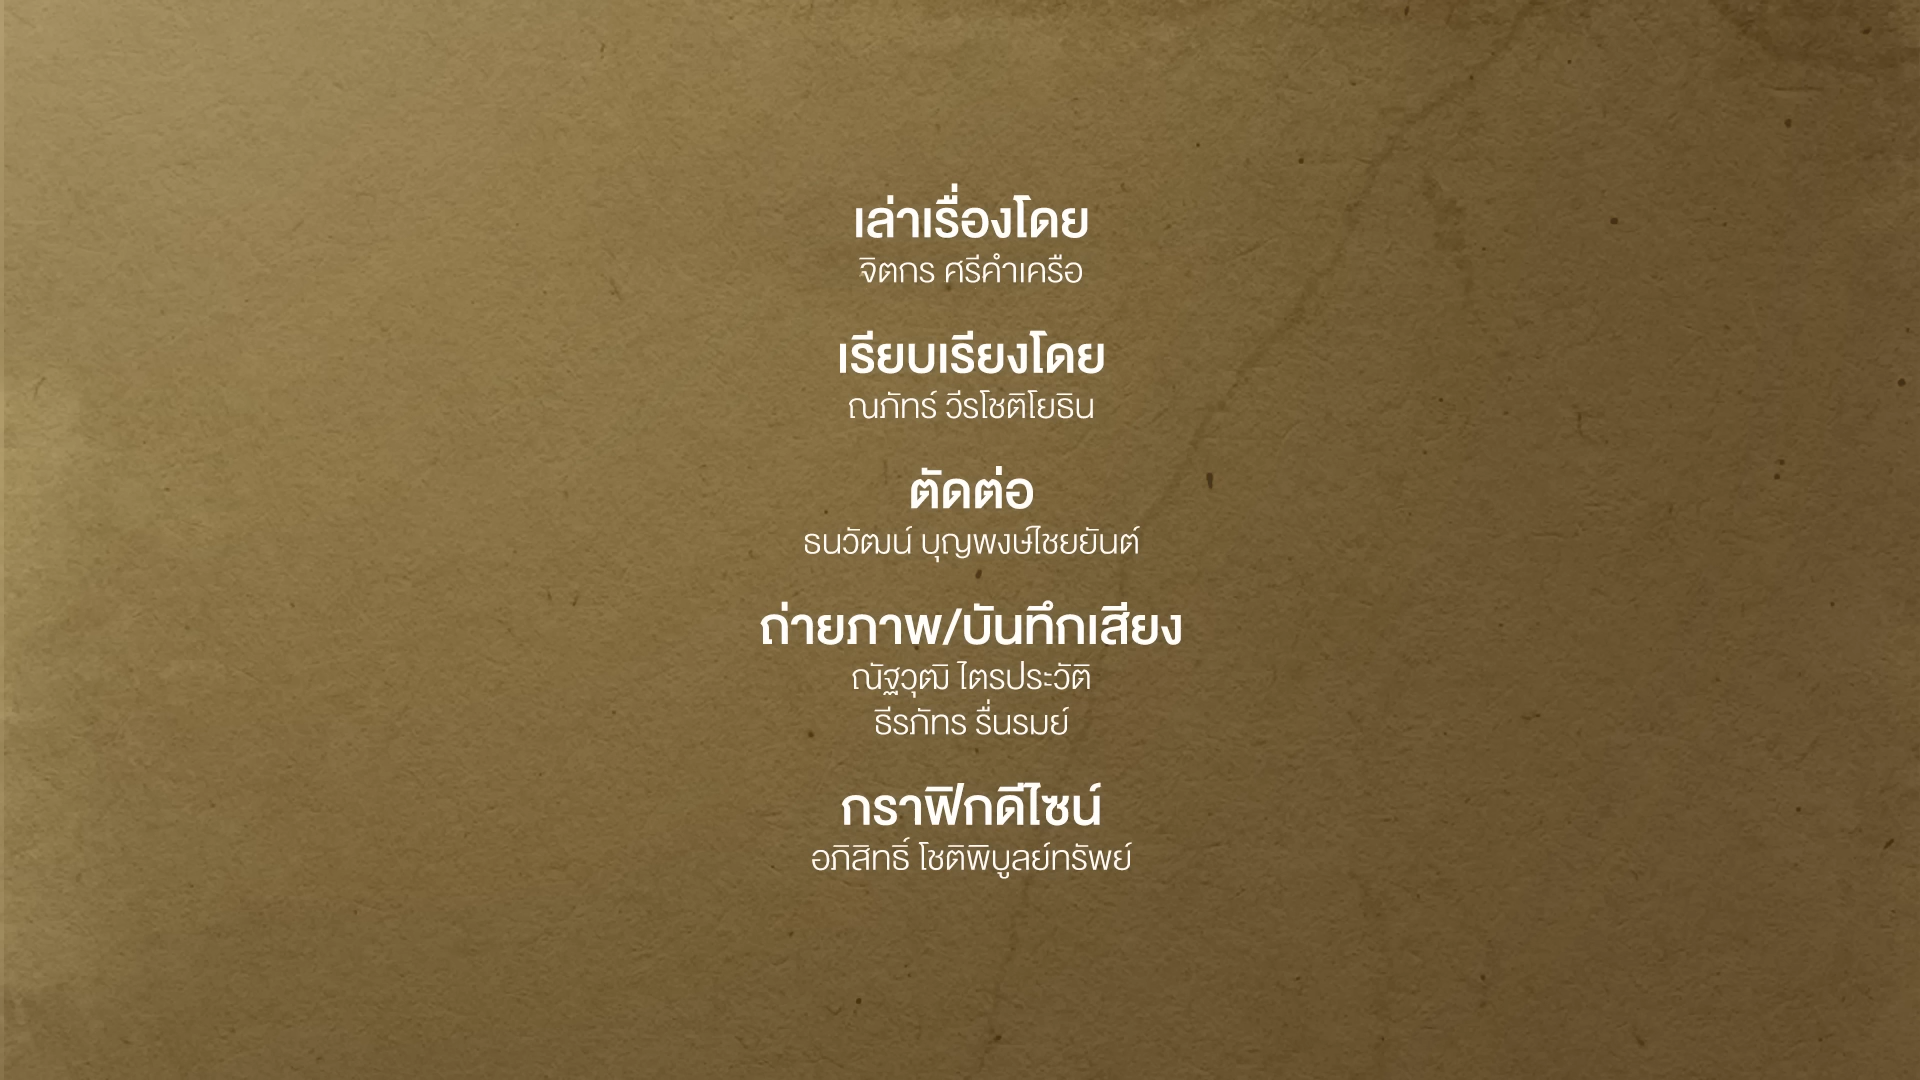 เล่าเรื่องโดย
จิตกร ศรีคำเครือ
เรียบเรียงโดย
ณภัทร์ วีรโชติโยธิน
ตัดต่อ
ธนวัฒน์ บุญพงษ์ไชยยันต์
ถ่ายภาพ/บันทึกเสียง
ณัฐวุฒิ ไตรประวัติ
ธีรภัทร รื่นรมย์
กราฟิกดีไซน์
อภิสิทธิ์ โชติพิบูลย์ทรัพย์